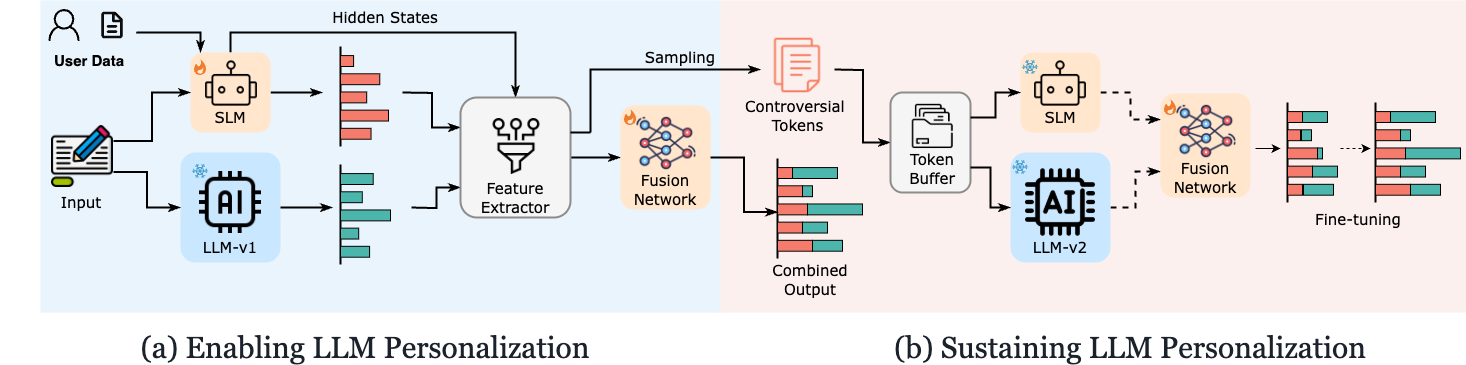 Hidden States
User Data
SLM
Input
AI
LLM-v1
Feature
Extractor
Sampling
Fusion
Network
Controversial
Tokens
Combined
Output
Token
Buffer
SLM
AI
LLM-v2
Fusion
Network
Fine-tuning
(a) Enabling LLM Personalization
(b) Sustaining LLM Personalization